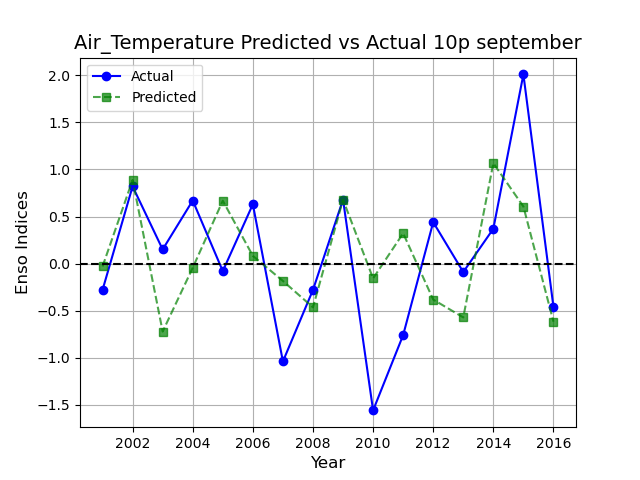 Air_Temperature Predicted vs Actual 10p september
Actual
Predicted
2.0
1.5
1.0
0.5
0.0
−0.5
−1.0
−1.5
Enso Indices
2002 2004 2006 2008 2010 2012 2014 2016
Year